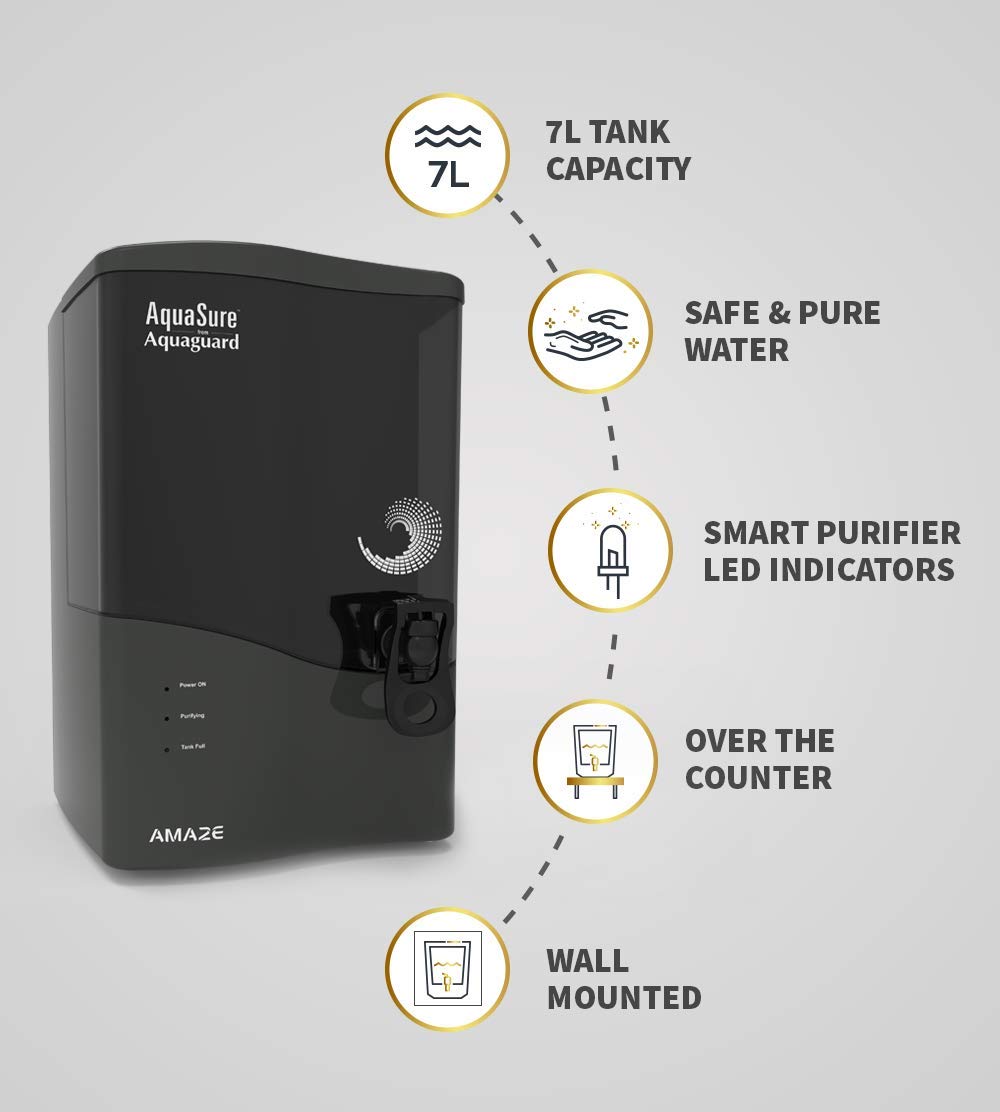 7L
7L TANK
CAPACITY
SAFE & PURE
WATER
SMART PURIFIER
LED INDICATORS
OVER THE
COUNTER
WALL
MOUNTED
AquaSure
from
Aquaguard
Power ON
Purifying
Tank Full
AMAZE